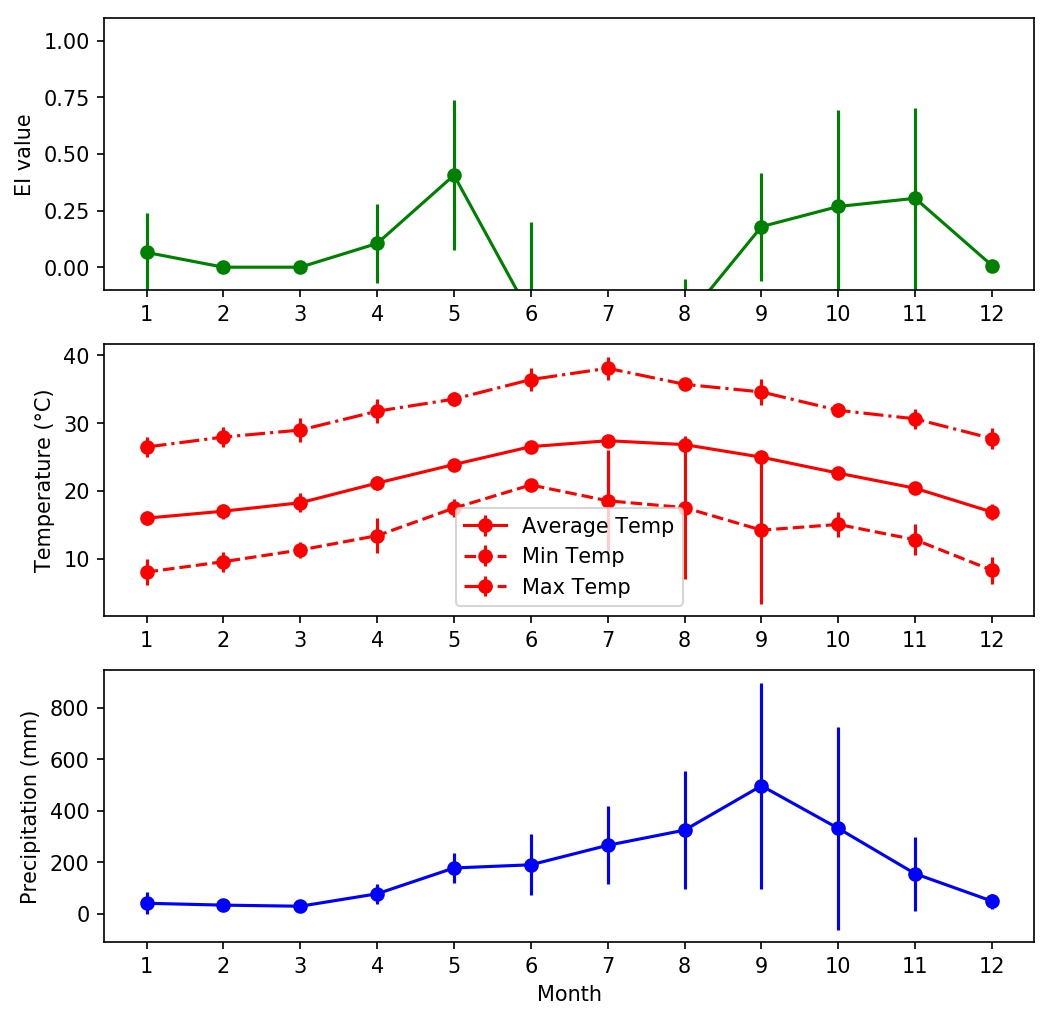 EI value
1.00
0.75
0.50
0.25
0.00
1 2 3 4 5 6 7 8 9 10 11 12
Temperature (°C)
40
30
20
10
Average Temp
Min Temp
Max Temp
1 2 3 4 5 6 7 8 9 10 11 12
Precipitation (mm)
800
600
400
200
0
1 2 3 4 5 6 7 8 9 10 11 12
Month